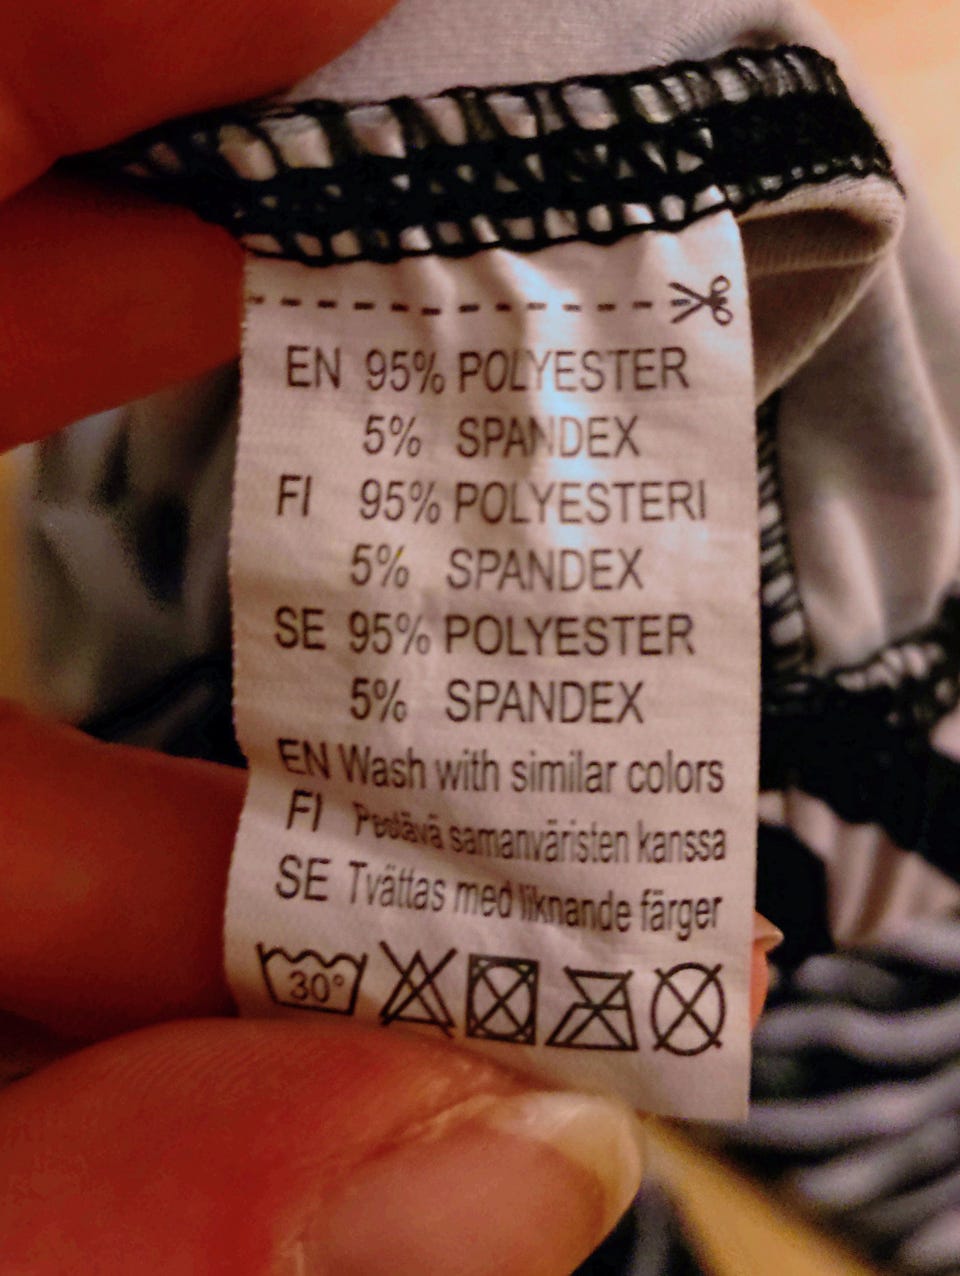 EN 95% POLYESTER
5% SPANDEX
FI 95% POLYESTERI
5% SPANDEX
SE 95% POLYESTER
5% SPANDEX
EN Wash with similar colors
FI Pestävä samanväristen kanssa
SE Tvättas med liknande färger
30°